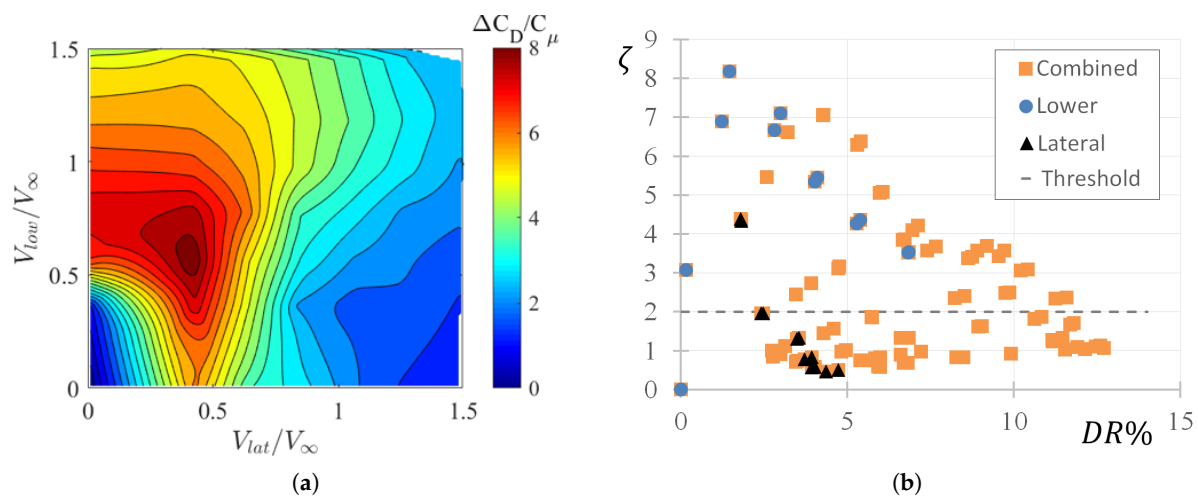 ΔC_D/C_μ
1.5
1
0.5
0
V_low/V_∞
0
0.5
1
1.5
V_lat/V_∞
8
6
4
2
0
(a)
ζ
9
8
7
6
5
4
3
2
1
0
Combined
Lower
Lateral
Threshold
0
5
10
15
DR%
(b)